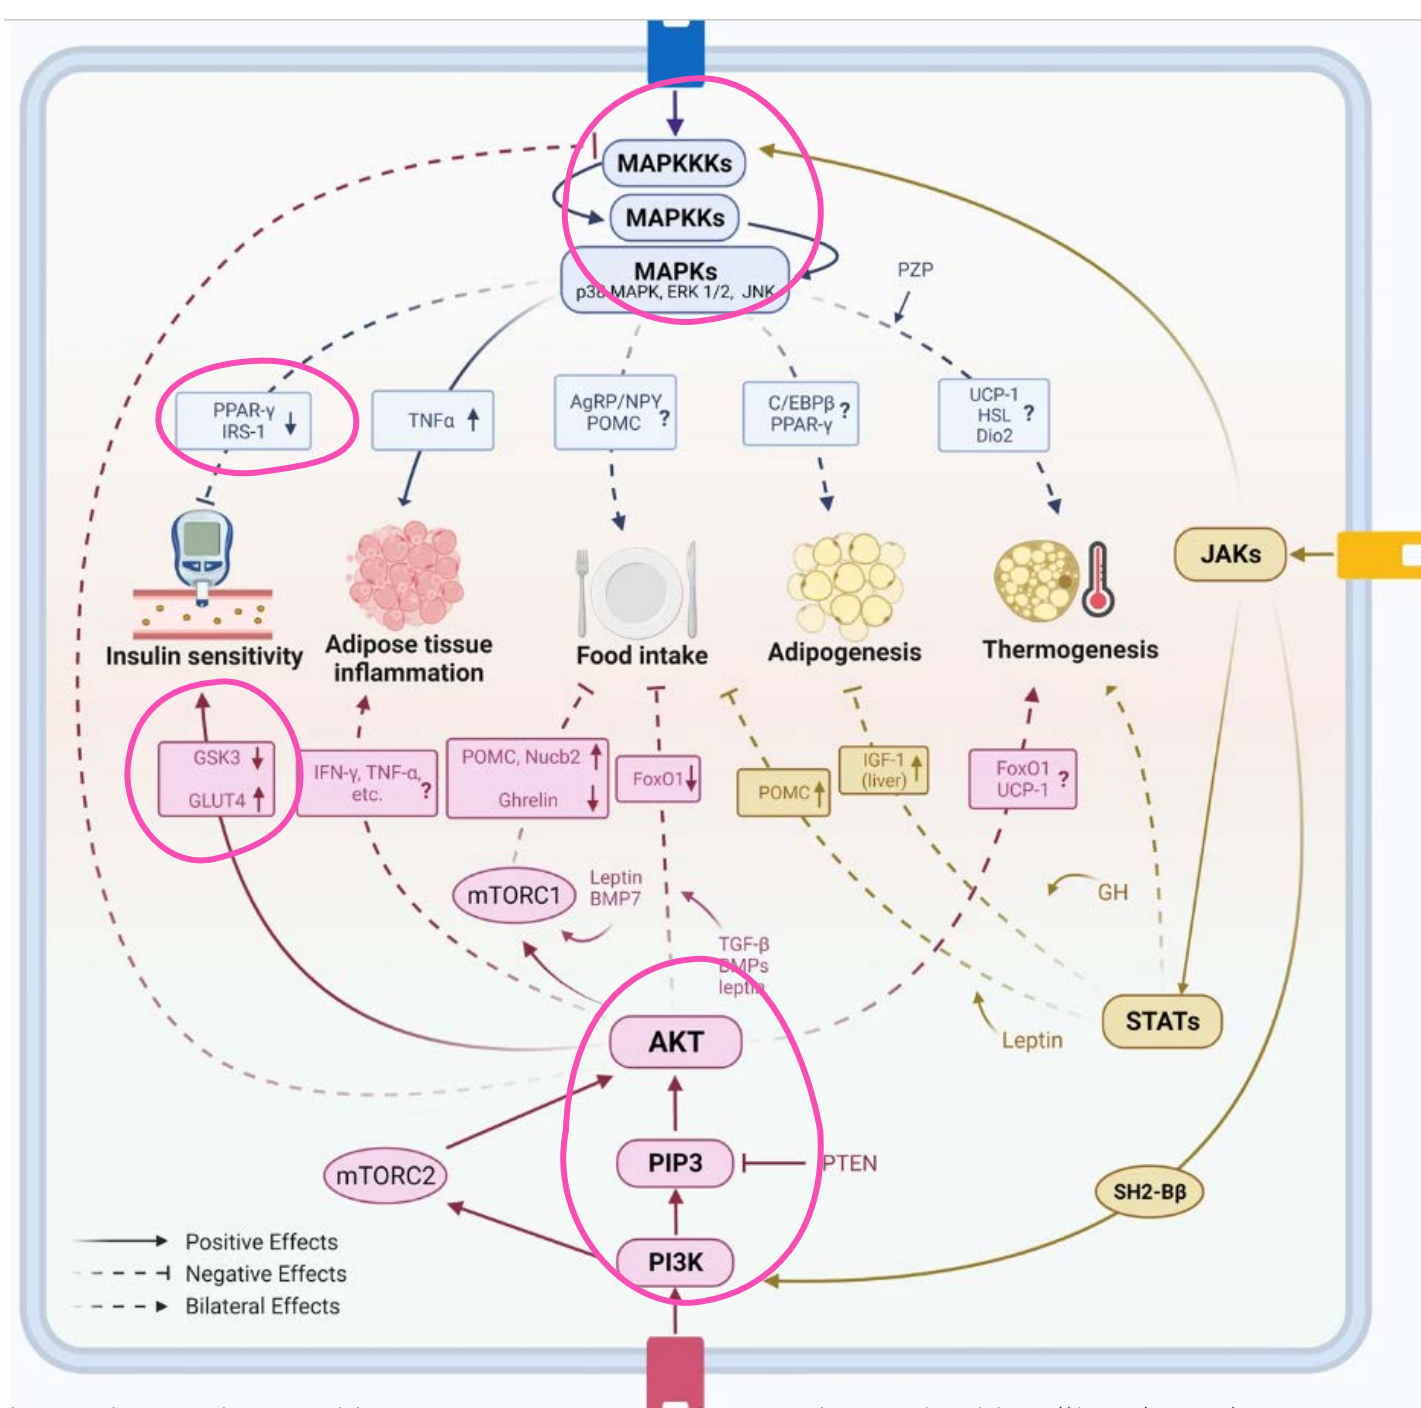 MAPKKKs
MAPKKs
MAPKs
p38 MAPK, ERK 1/2, JNK
PZP
PPAR-γ
IRS-1
TNFα
AgRP/NPY
POMC
?
C/EBPβ
PPAR-γ
?
UCP-1
HSL
Dio2
?
JAKs
Insulin sensitivity
Adipose tissue
inflammation
Food intake
Adipogenesis
Thermogenesis
GSK3
GLUT4
IFN-γ, TNF-α,
etc.
?
POMC, Nucb2
Ghrelin
FoxO1
POMC
IGF-1
(liver)
FoxO1
UCP-1
?
mTORC1
Leptin
BMP7
TGF-β
BMPs
leptin
GH
AKT
STATs
Leptin
mTORC2
PIP3
PTEN
SH2-Bβ
PI3K
Positive Effects
Negative Effects
Bilateral Effects